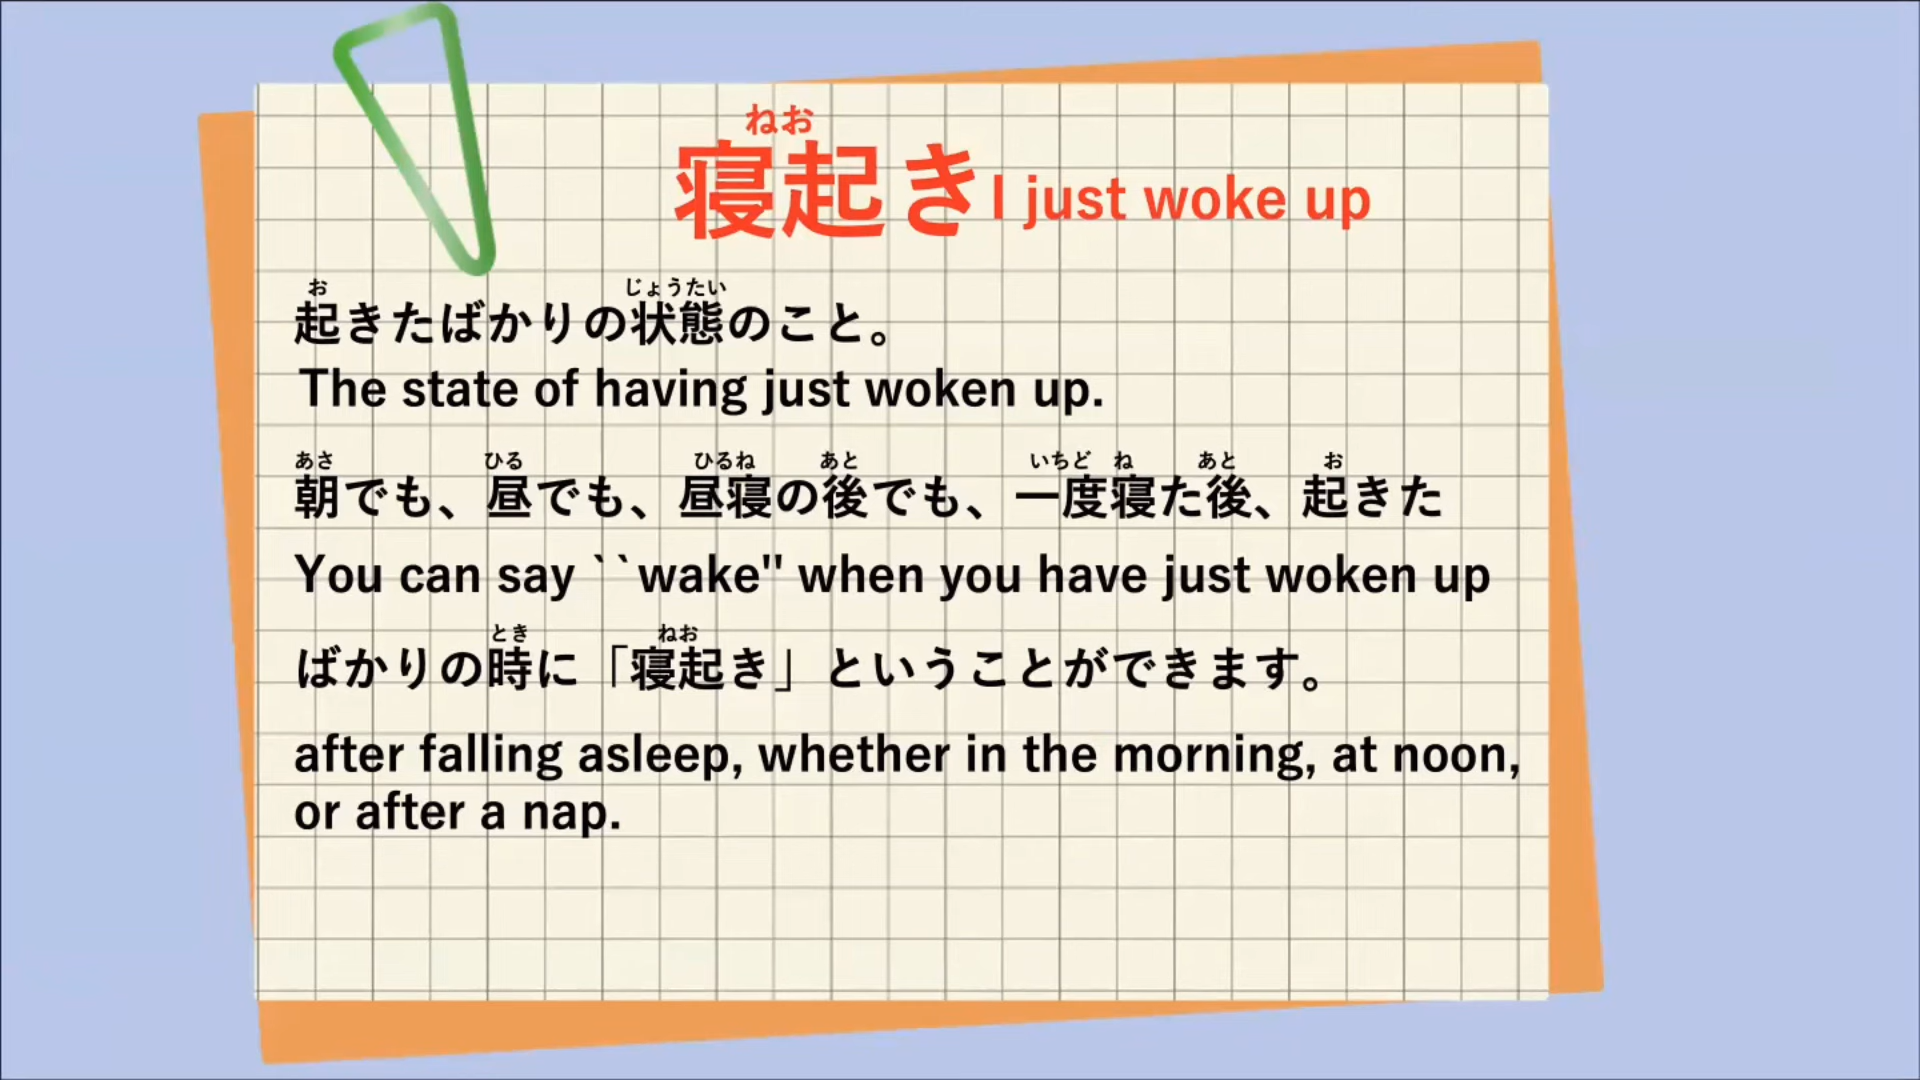 ねお
寝起き I just woke up
お じょうたい
起きたばかりの状態のこと。
The state of having just woken up.
あさ ひる ひるね あと いちど ね あと お
朝でも、昼でも、昼寝の後でも、一度寝た後、起きた
You can say ``wake'' when you have just woken up
とき ねお
ばかりの時に「寝起き」ということができます。
after falling asleep, whether in the morning, at noon,
or after a nap.